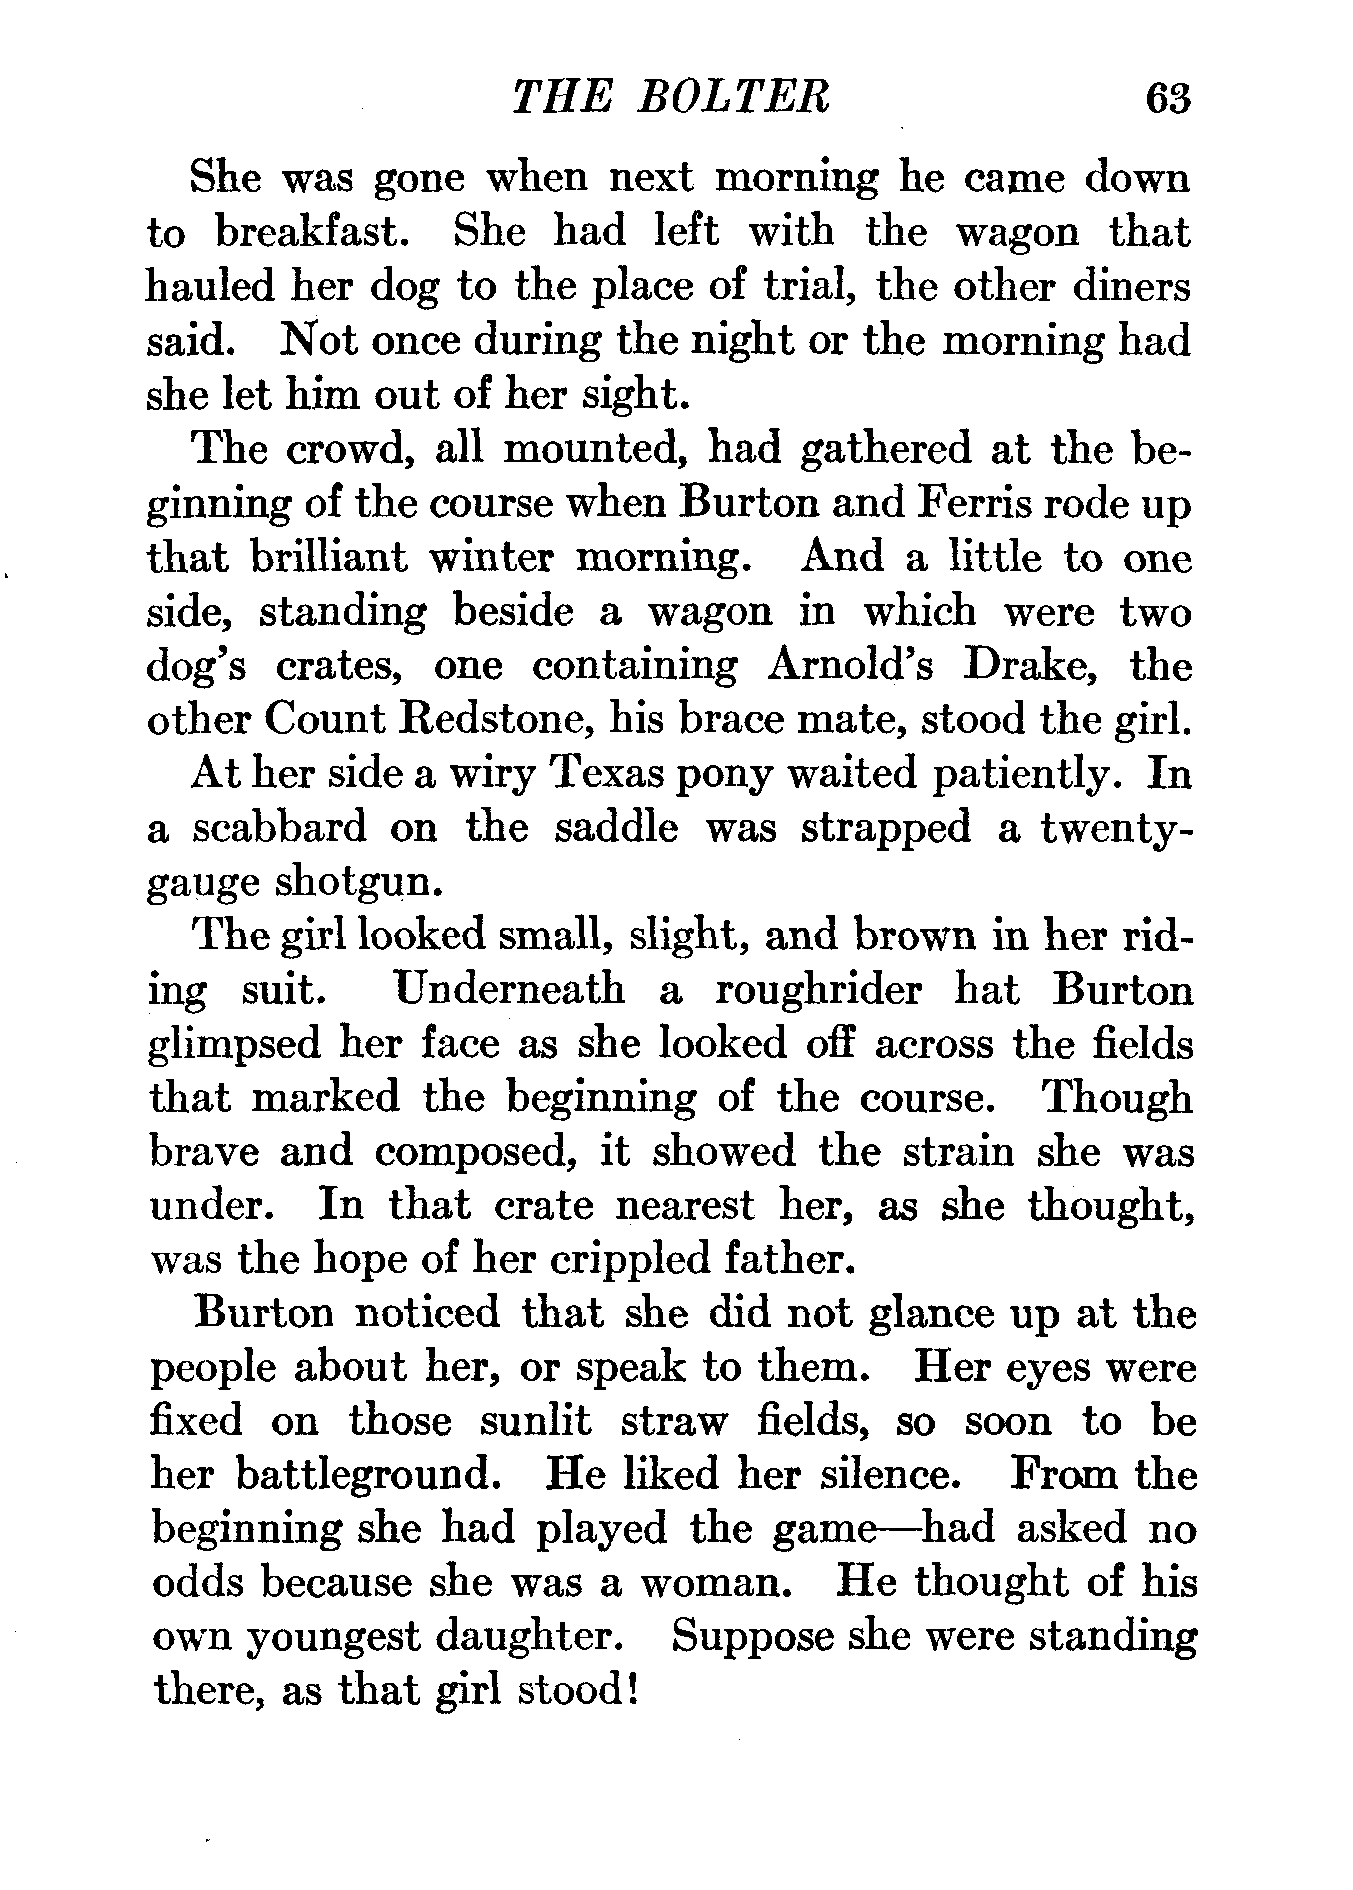 THE BOLTER 63
She was gone when next morning he came down
to breakfast. She had left with the wagon that
hauled her dog to the place of trial, the other diners
said. Not once during the night or the morning had
she let him out of her sight.
The crowd, all mounted, had gathered at the be-
ginning of the course when Burton and Ferris rode up
that brilliant winter morning. And a little to one
side, standing beside a wagon in which were two
dog's crates, one containing Arnold's Drake, the
other Count Redstone, his brace mate, stood the girl.
At her side a wiry Texas pony waited patiently. In
a scabbard on the saddle was strapped a twenty-
gauge shotgun.
The girl looked small, slight, and brown in her rid-
ing suit. Underneath a roughrider hat Burton
glimpsed her face as she looked off across the fields
that marked the beginning of the course. Though
brave and composed, it showed the strain she was
under. In that crate nearest her, as she thought,
was the hope of her crippled father.
Burton noticed that she did not glance up at the
people about her, or speak to them. Her eyes were
fixed on those sunlit straw fields, so soon to be
her battleground. He liked her silence. From the
beginning she had played the game—had asked no
odds because she was a woman. He thought of his
own youngest daughter. Suppose she were standing
there, as that girl stood!